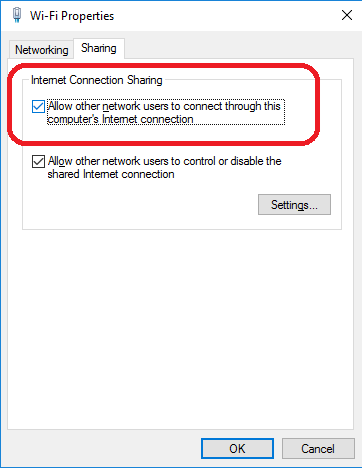 Wi-Fi Properties
Networking
Sharing
Internet Connection Sharing
Allow other network users to connect through this
computer's Internet connection
Allow other network users to control or disable the
shared Internet connection
Settings...
OK
Cancel